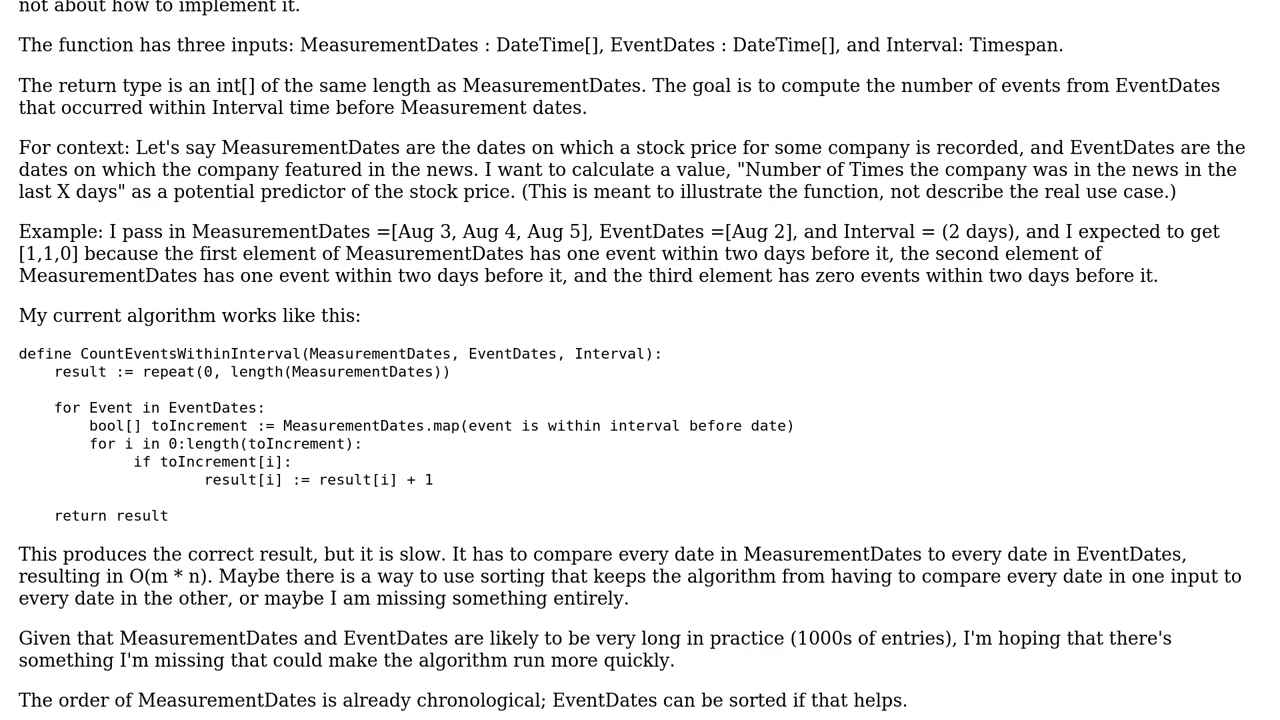 not about how to implement it.
The function has three inputs: MeasurementDates : DateTime[], EventDates : DateTime[], and Interval: Timespan.
The return type is an int[] of the same length as MeasurementDates. The goal is to compute the number of events from EventDates
that occurred within Interval time before Measurement dates.
For context: Let's say MeasurementDates are the dates on which a stock price for some company is recorded, and EventDates are the
dates on which the company featured in the news. I want to calculate a value, "Number of Times the company was in the news in the
last X days" as a potential predictor of the stock price. (This is meant to illustrate the function, not describe the real use case.)
Example: I pass in MeasurementDates =[Aug 3, Aug 4, Aug 5], EventDates =[Aug 2], and Interval = (2 days), and I expected to get
[1,1,0] because the first element of MeasurementDates has one event within two days before it, the second element of
MeasurementDates has one event within two days before it, and the third element has zero events within two days before it.
My current algorithm works like this:
define CountEventsWithinInterval(MeasurementDates, EventDates, Interval):
    result := repeat(0, length(MeasurementDates))
    for Event in EventDates:
        bool[] toIncrement := MeasurementDates.map(event is within interval before date)
        for i in 0:length(toIncrement):
             if toIncrement[i]:
                     result[i] := result[i] + 1
    return result
This produces the correct result, but it is slow. It has to compare every date in MeasurementDates to every date in EventDates,
resulting in O(m * n). Maybe there is a way to use sorting that keeps the algorithm from having to compare every date in one input to
every date in the other, or maybe I am missing something entirely.
Given that MeasurementDates and EventDates are likely to be very long in practice (1000s of entries), I'm hoping that there's
something I'm missing that could make the algorithm run more quickly.
The order of MeasurementDates is already chronological; EventDates can be sorted if that helps.